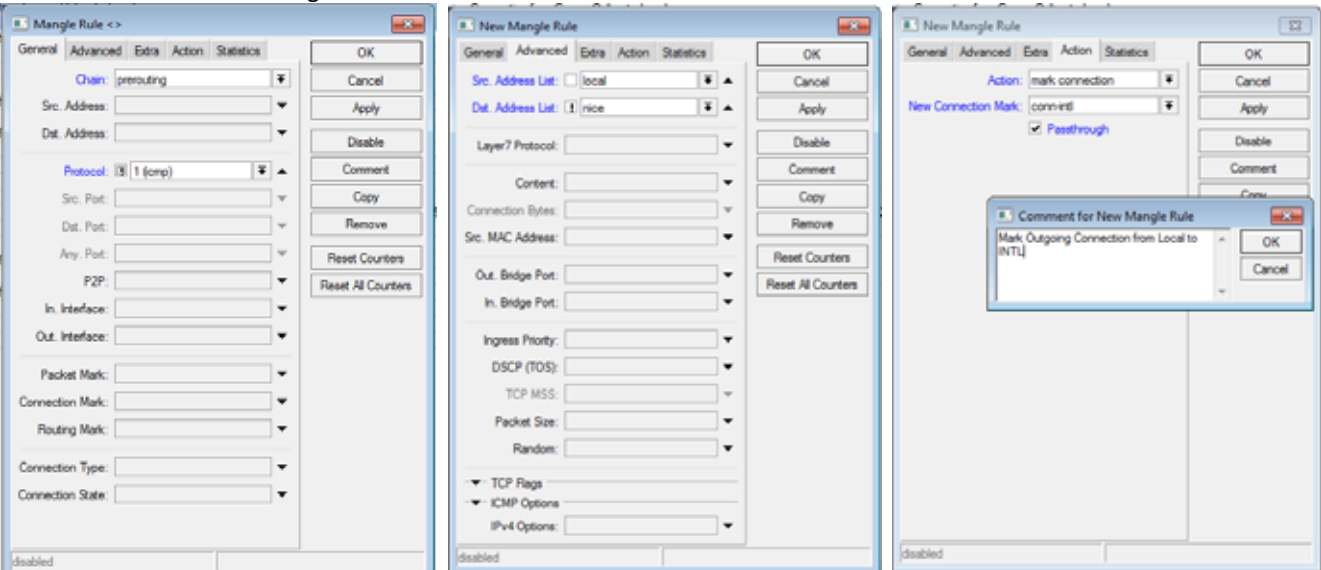 Mangle Rule <>
General Advanced Extra Action Statistics
Chain: prerouting
Src. Address:
Dst. Address:
Protocol: ! 1 (icmp)
Src. Port:
Dst. Port:
Any. Port:
P2P:
In. Interface:
Out. Interface:
Packet Mark:
Connection Mark:
Routing Mark:
Connection Type:
Connection State:
OK
Cancel
Apply
Disable
Comment
Copy
Remove
Reset Counters
Reset All Counters
disabled
New Mangle Rule
General Advanced Extra Action Statistics
Src. Address List: local
Dst. Address List: ! nice
Layer7 Protocol:
Content:
Connection Bytes:
Src. MAC Address:
Out. Bridge Port:
In. Bridge Port:
Ingress Priority:
DSCP (TOS):
TCP MSS:
Packet Size:
Random:
TCP Flags
ICMP Options
IPv4 Options:
OK
Cancel
Apply
Disable
Comment
Copy
Remove
Reset Counters
Reset All Counters
disabled
New Mangle Rule
General Advanced Extra Action Statistics
Action: mark connection
New Connection Mark: conn-intl
Passthrough
OK
Cancel
Apply
Disable
Comment
Copy
Comment for New Mangle Rule
Mark Outgoing Connection from Local to
INTL
OK
Cancel
disabled